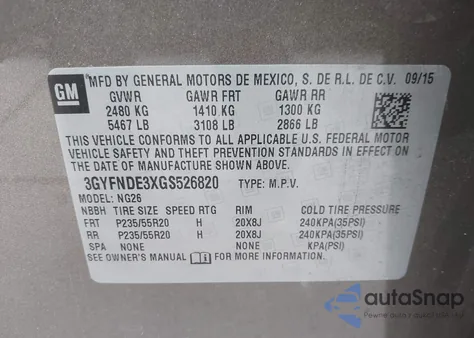 GM MFD BY GENERAL MOTORS DE MEXICO, S. DE R.L. DE C.V. 09/15
GVWR GAWR FRT GAWR RR
2480 KG 1410 KG 1300 KG
5467 LB 3108 LB 2866 LB
THIS VEHICLE CONFORMS TO ALL APPLICABLE U.S. FEDERAL MOTOR
VEHICLE SAFETY AND THEFT PREVENTION STANDARDS IN EFFECT ON
THE DATE OF MANUFACTURE SHOWN ABOVE.
3GYFNDE3XGS526820 TYPE: M.P.V.
MODEL: NG26
NBBH TIRE SIZE SPEED RTG RIM COLD TIRE PRESSURE
FRT P235/55R20 H 20X8J 240KPA(35PSI)
RR P235/55R20 H 20X8J 240KPA(35PSI)
SPA NONE NONE KPA(PSI)
SEE OWNER'S MANUAL FOR MORE INFORMATION.
autoSnap